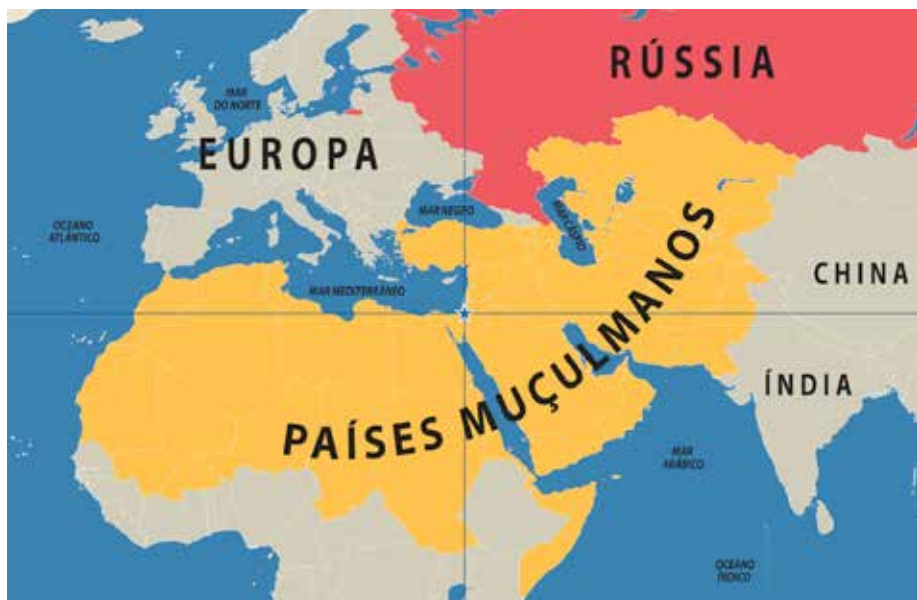 RÚSSIA
MAR
DO NORTE
EUROPA
OCEANO
ATLÂNTICO
MAR NEGRO
MAR CÁSPIO
CHINA
MAR MEDITERRÂNEO
PAÍSES MUÇULMANOS
ÍNDIA
MAR
ARÁBICO
OCEANO
ÍNDICO